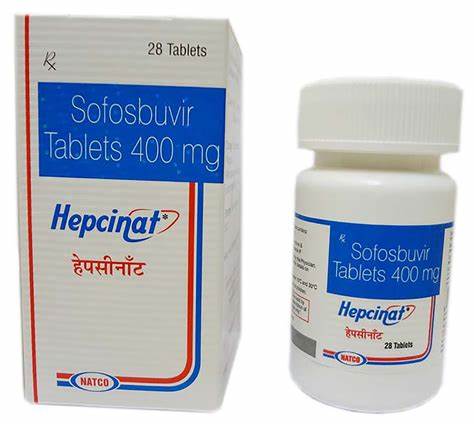 ℞
28 Tablets
Sofosbuvir
Tablets 400 mg
Hepcinat*
हेपसीनाँट
NATCO
℞
Sofosbuvir
Tablets 400 mg
Hepcinat*
हेपसीनाँट
28 Tablets
NATCO